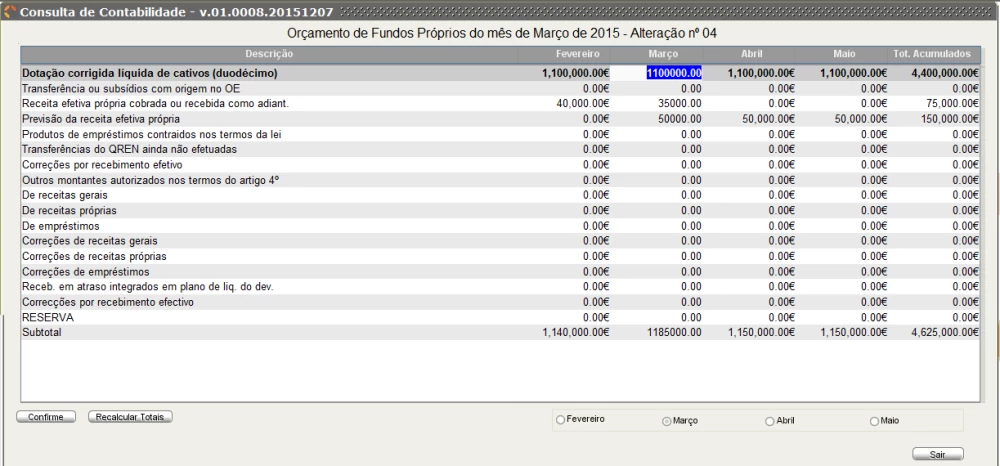 Consulta de Contabilidade - v.01.0008.20151207
Orçamento de Fundos Próprios do mês de Março de 2015 - Alteração nº 04
Descrição Fevereiro Março Abril Maio Tot. Acumulados
Dotação corrigida líquida de cativos (duodécimo) 1,100,000.00€ 1100000.00 1,100,000.00€ 1,100,000.00€ 4,400,000.00€
Transferência ou subsídios com origem no OE 0.00€ 0.00 0.00€ 0.00€ 0.00€
Receita efetiva própria cobrada ou recebida como adiant. 40,000.00€ 35000.00 0.00€ 0.00€ 75,000.00€
Previsão da receita efetiva própria 0.00€ 50000.00 50,000.00€ 50,000.00€ 150,000.00€
Produtos de empréstimos contraidos nos termos da lei 0.00€ 0.00 0.00€ 0.00€ 0.00€
Transferências do QREN ainda não efetuadas 0.00€ 0.00 0.00€ 0.00€ 0.00€
Correções por recebimento efetivo 0.00€ 0.00 0.00€ 0.00€ 0.00€
Outros montantes autorizados nos termos do artigo 4º 0.00€ 0.00 0.00€ 0.00€ 0.00€
De receitas gerais 0.00€ 0.00 0.00€ 0.00€ 0.00€
De receitas próprias 0.00€ 0.00 0.00€ 0.00€ 0.00€
De empréstimos 0.00€ 0.00 0.00€ 0.00€ 0.00€
Correções de receitas gerais 0.00€ 0.00 0.00€ 0.00€ 0.00€
Correções de receitas próprias 0.00€ 0.00 0.00€ 0.00€ 0.00€
Correções de empréstimos 0.00€ 0.00 0.00€ 0.00€ 0.00€
Receb. em atraso integrados em plano de liq. do dev. 0.00€ 0.00 0.00€ 0.00€ 0.00€
Correcções por recebimento efectivo 0.00€ 0.00 0.00€ 0.00€ 0.00€
RESERVA 0.00€ 0.00 0.00€ 0.00€ 0.00€
Subtotal 1,140,000.00€ 1185000.00 1,150,000.00€ 1,150,000.00€ 4,625,000.00€
Confirme Recalcular Totais Fevereiro Março Abril Maio
Sair